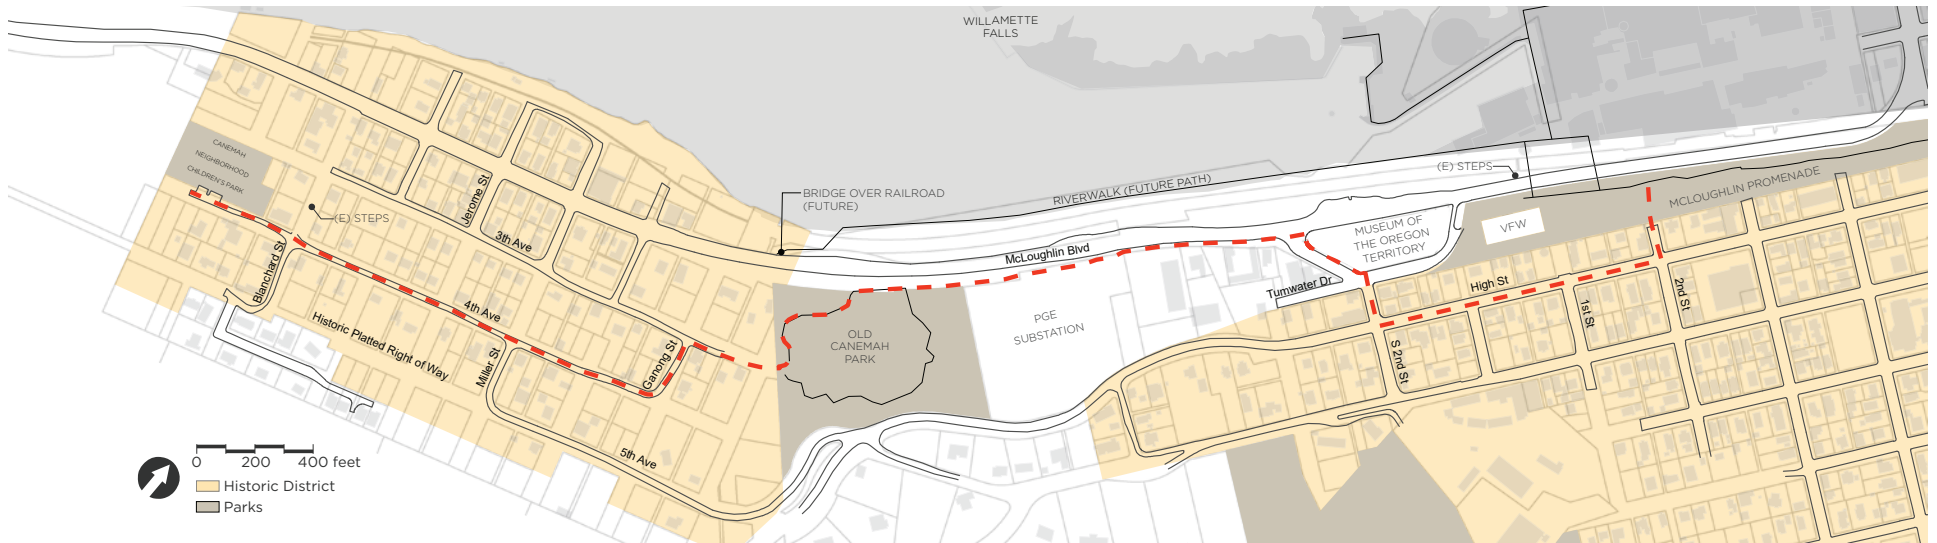 WILLAMETTE
FALLS
CANEMAH
NEIGHBORHOOD
CHILDREN'S PARK
(E) STEPS
Jerome St
3th Ave
BRIDGE OVER RAILROAD
(FUTURE)
RIVERWALK (FUTURE PATH)
(E) STEPS
MCLOUGHLIN PROMENADE
VFW
MUSEUM OF
THE OREGON
TERRITORY
McLoughlin Blvd
Tumwater Dr
High St
1st St
2nd St
S 2nd St
PGE
SUBSTATION
OLD
CANEMAH
PARK
Blanchard St
4th Ave
Historic Platted Right of Way
Miller St
Ganong St
5th Ave
0 200 400 feet
Historic District
Parks